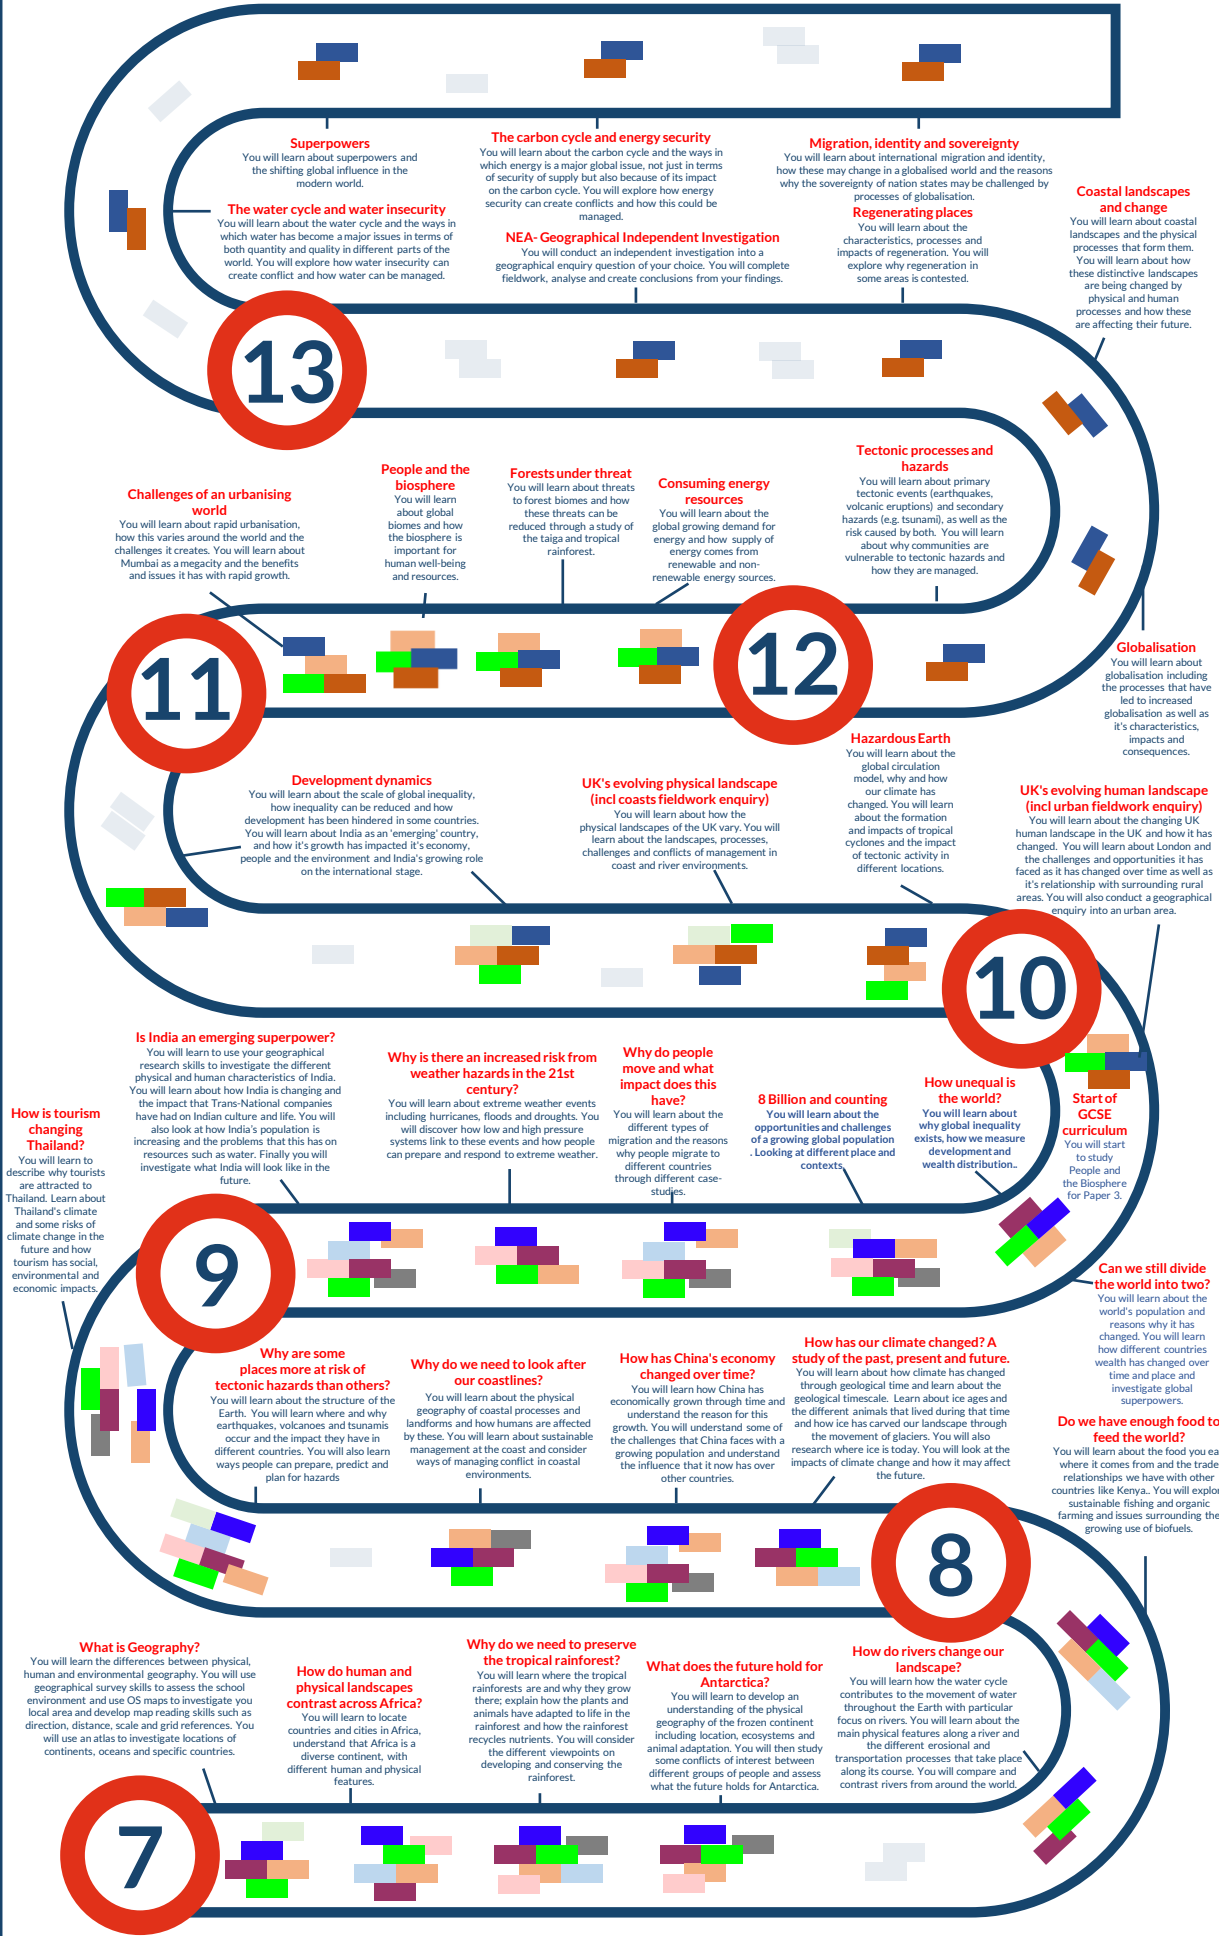 Superpowers
You will learn about superpowers and
the shifting global influence in the
modern world.
The carbon cycle and energy security
You will learn about the carbon cycle and the ways in
which energy is a major global issue, not just in terms
of security of supply but also because of its impact
on the carbon cycle. You will explore how energy
security can create conflicts and how this could be
managed.
Migration, identity and sovereignty
You will learn about international migration and identity,
how these may change in a globalised world and the reasons
why the sovereignty of nation states may be challenged by
processes of globalisation.
The water cycle and water insecurity
You will learn about the water cycle and the ways in
which water has become a major issues in terms of
both quantity and quality in different parts of the
world. You will explore how water insecurity can
create conflict and how water can be managed.
NEA- Geographical Independent Investigation
You will conduct an independent investigation into a
geographical enquiry question of your choice. You will complete
fieldwork, analyse and create conclusions from your findings.
Regenerating places
You will learn about the
characteristics, processes and
impacts of regeneration. You will
explore why regeneration in
some areas is contested.
Coastal landscapes
and change
You will learn about coastal
landscapes and the physical
processes that form them.
You will learn about how
these distinctive landscapes
are being changed by
physical and human
processes and how these
are affecting their future.
13
Challenges of an urbanising
world
You will learn about rapid urbanisation,
how this varies around the world and the
challenges it creates. You will learn about
Mumbai as a megacity and the benefits
and issues it has with rapid growth.
People and the
biosphere
You will learn
about global
biomes and how
the biosphere is
important for
human well-being
and resources.
Forests under threat
You will learn about threats
to forest biomes and how
these threats can be
reduced through a study of
the taiga and tropical
rainforest.
Consuming energy
resources
You will learn about the
global growing demand for
energy and how supply of
energy comes from
renewable and non-
renewable energy sources.
Tectonic processes and
hazards
You will learn about primary
tectonic events (earthquakes,
volcanic eruptions) and secondary
hazards (e.g. tsunami), as well as the
risk caused by both. You will learn
about why communities are
vulnerable to tectonic hazards and
how they are managed.
11
12
Globalisation
You will learn about
globalisation including
the processes that have
led to increased
globalisation as well as
it's characteristics,
impacts and
consequences.
Development dynamics
You will learn about the scale of global inequality,
how inequality can be reduced and how
development has been hindered in some countries.
You will learn about India as an 'emerging' country,
and how it's growth has impacted it's economy,
people and the environment and India's growing role
on the international stage.
UK's evolving physical landscape
(incl coasts fieldwork enquiry)
You will learn about how the
physical landscapes of the UK vary. You will
learn about the landscapes, processes,
challenges and conflicts of management in
coast and river environments.
Hazardous Earth
You will learn about the
global circulation
model, why and how
our climate has
changed. You will learn
about the formation
and impacts of tropical
cyclones and the impact
of tectonic activity in
different locations.
UK's evolving human landscape
(incl urban fieldwork enquiry)
You will learn about the changing UK
human landscape in the UK and how it has
changed. You will learn about London and
the challenges and opportunities it has
faced as it has changed over time as well as
it's relationship with surrounding rural
areas. You will also conduct a geographical
enquiry into an urban area.
10
Start of
GCSE
curriculum
You will start
to study
People and
the Biosphere
for Paper 3.
How is tourism
changing
Thailand?
You will learn to
describe why tourists
are attracted to
Thailand. Learn about
Thailand's climate
and some risks of
climate change in the
future and how
tourism has social,
environmental and
economic impacts.
Is India an emerging superpower?
You will learn to use your geographical
research skills to investigate the different
physical and human characteristics of India.
You will learn about how India is changing and
the impact that Trans-National companies
have had on Indian culture and life. You will
also look at how India's population is
increasing and the problems that this has on
resources such as water. Finally you will
investigate what India will look like in the
future.
Why is there an increased risk from
weather hazards in the 21st
century?
You will learn about extreme weather events
including hurricanes, floods and droughts. You
will discover how low and high pressure
systems link to these events and how people
can prepare and respond to extreme weather.
Why do people
move and what
impact does this
have?
You will learn about the
different types of
migration and the reasons
why people migrate to
different countries
through different case-
studies.
8 Billion and counting
You will learn about the
opportunities and challenges
of a growing global population
. Looking at different place and
contexts.
How unequal is
the world?
You will learn about
why global inequality
exists, how we measure
development and
wealth distribution..
9
Can we still divide
the world into two?
You will learn about the
world's population and
reasons why it has
changed. You will learn
how different countries
wealth has changed over
time and place and
investigate global
superpowers.
Why are some
places more at risk of
tectonic hazards than others?
You will learn about the structure of the
Earth. You will learn where and why
earthquakes, volcanoes and tsunamis
occur and the impact they have in
different countries. You will also learn
ways people can prepare, predict and
plan for hazards
Why do we need to look after
our coastlines?
You will learn about the physical
geography of coastal processes and
landforms and how humans are affected
by these. You will learn about sustainable
management at the coast and consider
ways of managing conflict in coastal
environments.
How has China's economy
changed over time?
You will learn how China has
economically grown through time and
understand the reason for this
growth. You will understand some of
the challenges that China faces with a
growing population and understand
the influence that it now has over
other countries.
How has our climate changed? A
study of the past, present and future.
You will learn about how climate has changed
through geological time and learn about the
geological timescale. Learn about ice ages and
the different animals that lived during that time
and how ice has carved our landscape through
the movement of glaciers. You will also
research where ice is today. You will look at the
impacts of climate change and how it may affect
the future.
Do we have enough food to
feed the world?
You will learn about the food you ea
where it comes from and the trade
relationships we have with other
countries like Kenya.. You will explor
sustainable fishing and organic
farming and issues surrounding the
growing use of biofuels.
8
What is Geography?
You will learn the differences between physical,
human and environmental geography. You will use
geographical survey skills to assess the school
environment and use OS maps to investigate you
local area and develop map reading skills such as
direction, distance, scale and grid references. You
will use an atlas to investigate locations of
continents, oceans and specific countries.
How do human and
physical landscapes
contrast across Africa?
You will learn to locate
countries and cities in Africa,
understand that Africa is a
diverse continent, with
different human and physical
features.
Why do we need to preserve
the tropical rainforest?
You will learn where the tropical
rainforests are and why they grow
there; explain how the plants and
animals have adapted to life in the
rainforest and how the rainforest
recycles nutrients. You will consider
the different viewpoints on
developing and conserving the
rainforest.
What does the future hold for
Antarctica?
You will learn to develop an
understanding of the physical
geography of the frozen continent
including location, ecosystems and
animal adaptation. You will then study
some conflicts of interest between
different groups of people and assess
what the future holds for Antarctica.
How do rivers change our
landscape?
You will learn how the water cycle
contributes to the movement of water
throughout the Earth with particular
focus on rivers. You will learn about the
main physical features along a river and
the different erosional and
transportation processes that take place
along its course. You will compare and
contrast rivers from around the world.
7